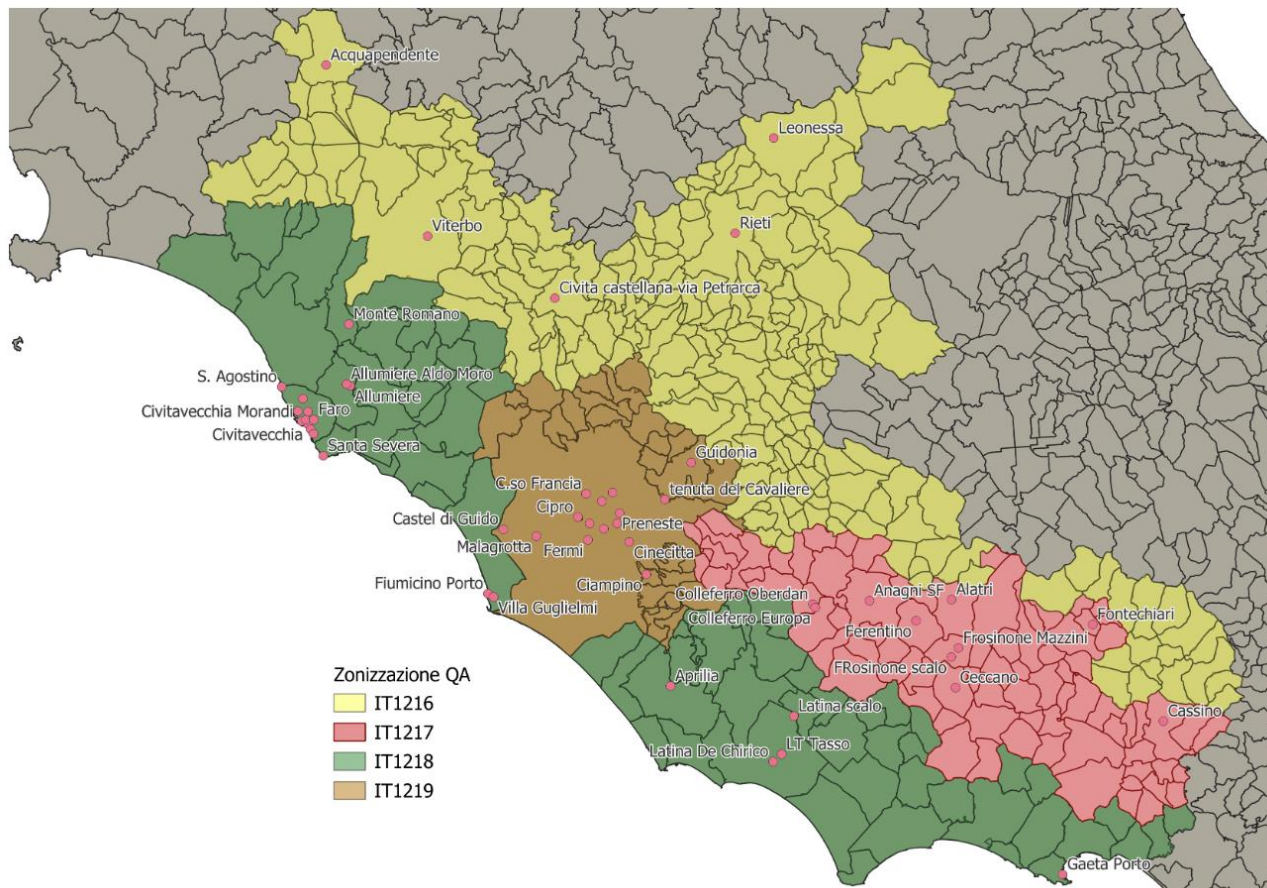 Acquapendente
Leonessa
Viterbo
Rieti
Civita castellana via Petrarca
Monte Romano
S. Agostino
Allumiere Aldo Moro
Allumiere
Civitavecchia Morandi
Faro
Civitavecchia
Santa Severa
Guidonia
C.so Francia
tenuta del Cavaliere
Cipro
Castel di Guido
Preneste
Malagrotta
Fermi
Cinecitta
Ciampino
Fiumicino Porto
Villa Guglielmi
Colleferro Oberdan
Anagni SF
Alatri
Colleferro Europa
Ferentino
Fontechiari
Frosinone Mazzini
FRosinone scalo
Ceccano
Aprilia
Latina scalo
Cassino
Latina De Chirico
LT Tasso
Gaeta Porto
Zonizzazione QA
IT1216
IT1217
IT1218
IT1219